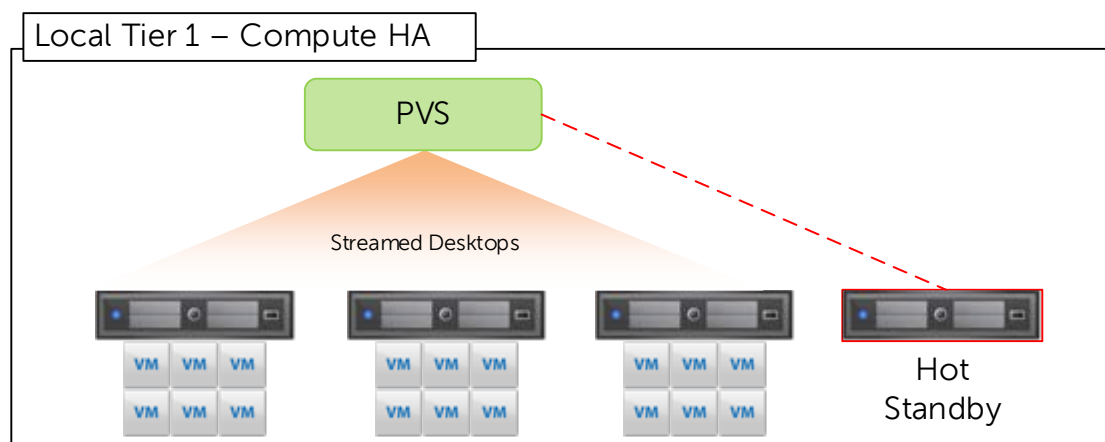 Local Tier 1 – Compute HA
PVS
Streamed Desktops
VM VM VM VM VM VM VM VM VM
VM VM VM VM VM VM VM VM VM
Hot
Standby